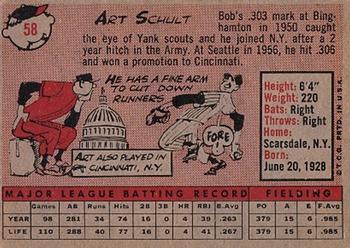 58
ART SCHULT
Bob's .303 mark at Bing-
hamton in 1950 caught
the eye of Yank scouts and he joined N.Y. after a 2
year hitch in the Army. At Seattle in 1956, he hit .306
and won a promotion to Cincinnati.
HE HAS A FINE ARM
TO CUT DOWN
RUNNERS
FORE!
ART ALSO PLAYED IN
CINCINNATI, N.Y.
Height: 6'4"
Weight: 220
Bats: Right
Throws: Right
Home:
Scarsdale, N.Y.
Born:
June 20, 1928
© T.C.G. PRTD. IN U.S.A.
MAJOR LEAGUE BATTING RECORD FIELDING
Games AB Runs Hits 2B 3B HR RBI B.Avg PO A E F.Avg
YEAR 98 281 34 74 16 0 4 39 .263 379 15 6 .985
LIFE 110 288 37 77 16 0 4 41 .267 379 15 6 .985